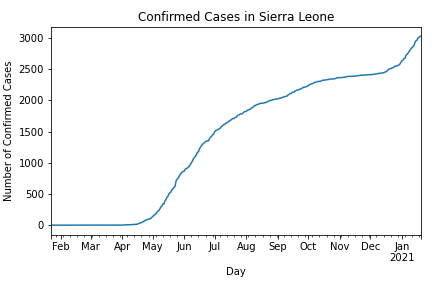 Confirmed Cases in Sierra Leone
Number of Confirmed Cases
3000
2500
2000
1500
1000
500
0
Feb Mar Apr May Jun Jul Aug Sep Oct Nov Dec Jan
2021
Day